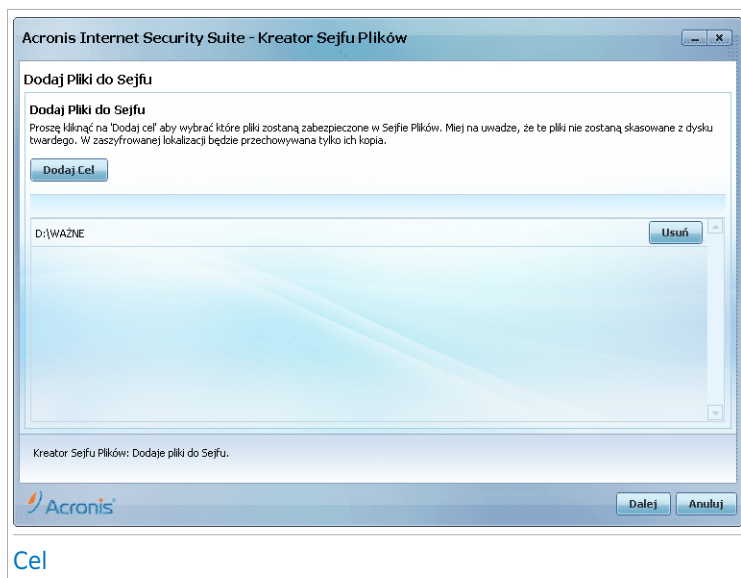 Acronis Internet Security Suite - Kreator Sejfu Plików
Dodaj Pliki do Sejfu
Dodaj Pliki do Sejfu
Proszę kliknąć na 'Dodaj cel' aby wybrać które pliki zostaną zabezpieczone w Sejfie Plików. Miej na uwadze, że te pliki nie zostaną skasowane z dysku
twardego. W zaszyfrowanej lokalizacji będzie przechowywana tylko ich kopia.
Dodaj Cel
D:\WAŻNE
Usuń
Kreator Sejfu Plików: Dodaje pliki do Sejfu.
Acronis
Dalej
Anuluj
Cel